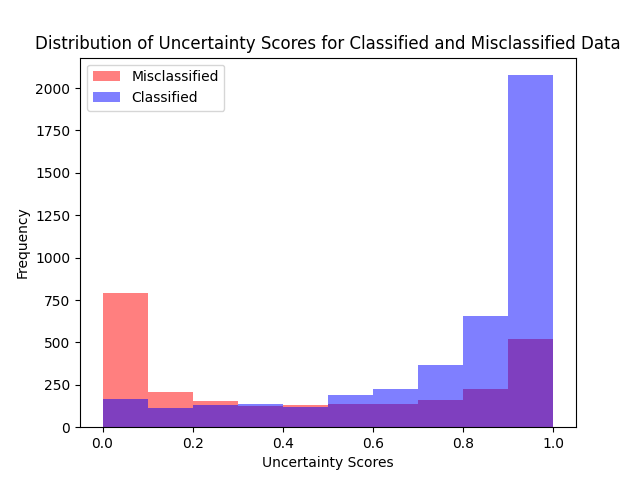 Distribution of Uncertainty Scores for Classified and Misclassified Data
Misclassified
Classified
2000
1750
1500
1250
1000
750
500
250
0
Frequency
0.0 0.2 0.4 0.6 0.8 1.0
Uncertainty Scores